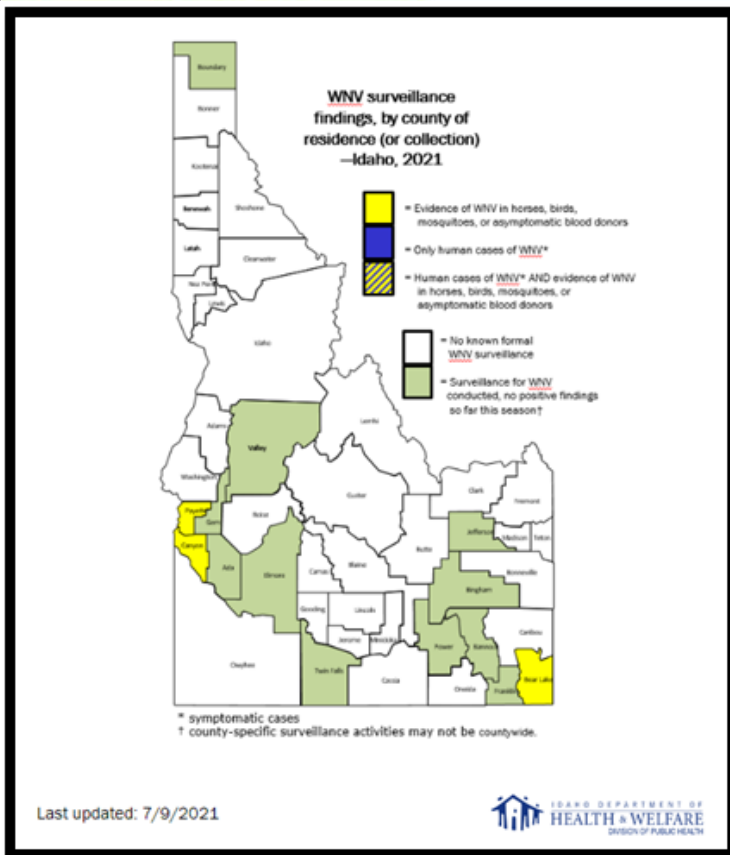 WNV surveillance
findings, by county of
residence (or collection)
—Idaho, 2021
= Evidence of WNV in horses, birds,
mosquitoes, or asymptomatic blood
donors
= Only human cases of WNV*
= Human cases of WNV* AND evidence of WNV
in horses, birds, mosquitoes, or
asymptomatic blood donors
= No known formal
WNV surveillance
= Surveillance for WNV
conducted, no positive findings
so far this season†
Boundary
Bonner
Kootenai
Shoshone
Benewah
Latah
Clearwater
Nez Perce
Lewis
Idaho
Lemhi
Adams
Valley
Washington
Custer
Clark
Fremont
Payette
Gem
Boise
Jefferson
Madison
Teton
Canyon
Butte
Ada
Elmore
Camas
Blaine
Bonneville
Bingham
Gooding
Lincoln
Caribou
Jerome
Minidoka
Power
Bannock
Owyhee
Twin Falls
Cassia
Oneida
Franklin
Bear Lake
* symptomatic cases
† county-specific surveillance activities may not be countywide.
Last updated: 7/9/2021
IDAHO DEPARTMENT OF
HEALTH & WELFARE
DIVISION OF PUBLIC HEALTH